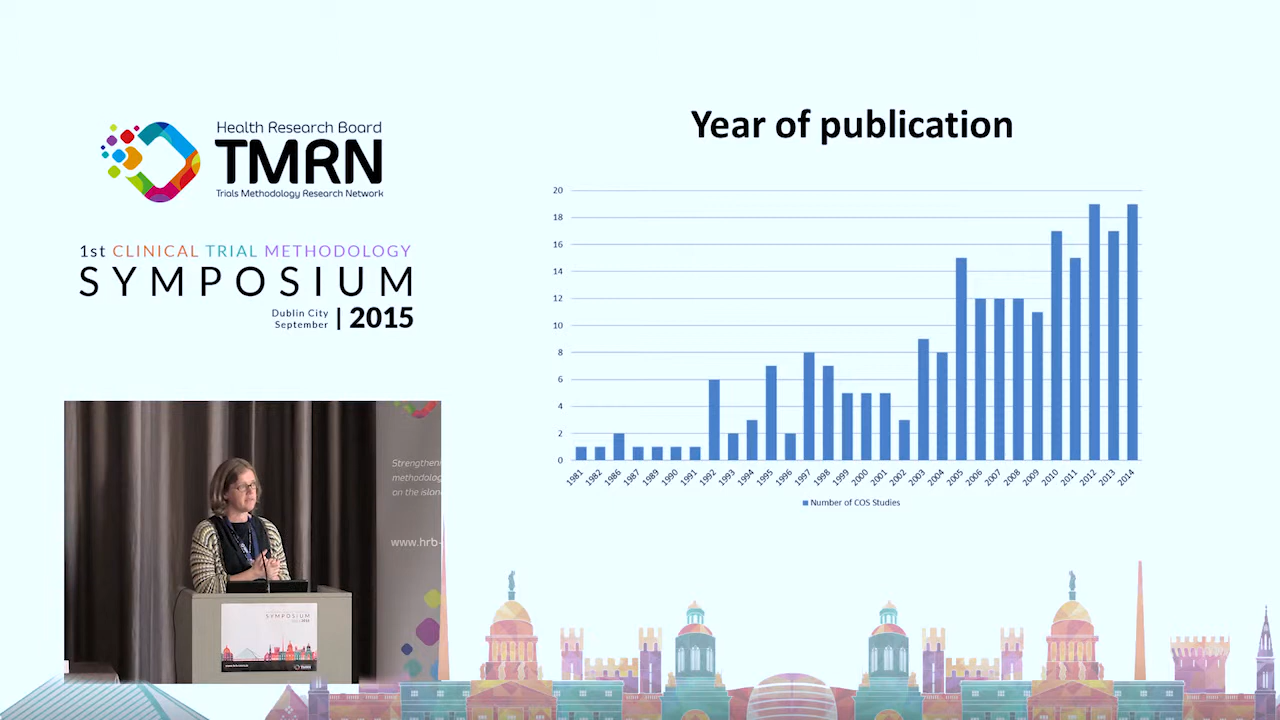 Health Research Board
TMRN
Trials Methodology Research Network
1st CLINICAL TRIAL METHODOLOGY
SYMPOSIUM
Dublin City
September
| 2015
Year of publication
20
18
16
14
12
10
8
6
4
2
0
1981 1982 1986 1987 1989 1990 1991 1992 1993 1994 1995 1996 1997 1998 1999 2000 2001 2002 2003 2004 2005 2006 2007 2008 2009 2010 2011 2012 2013 2014
Number of COS Studies
Strengthen
methodolog
on the islan
www.hrb-
SYMPOSIUM